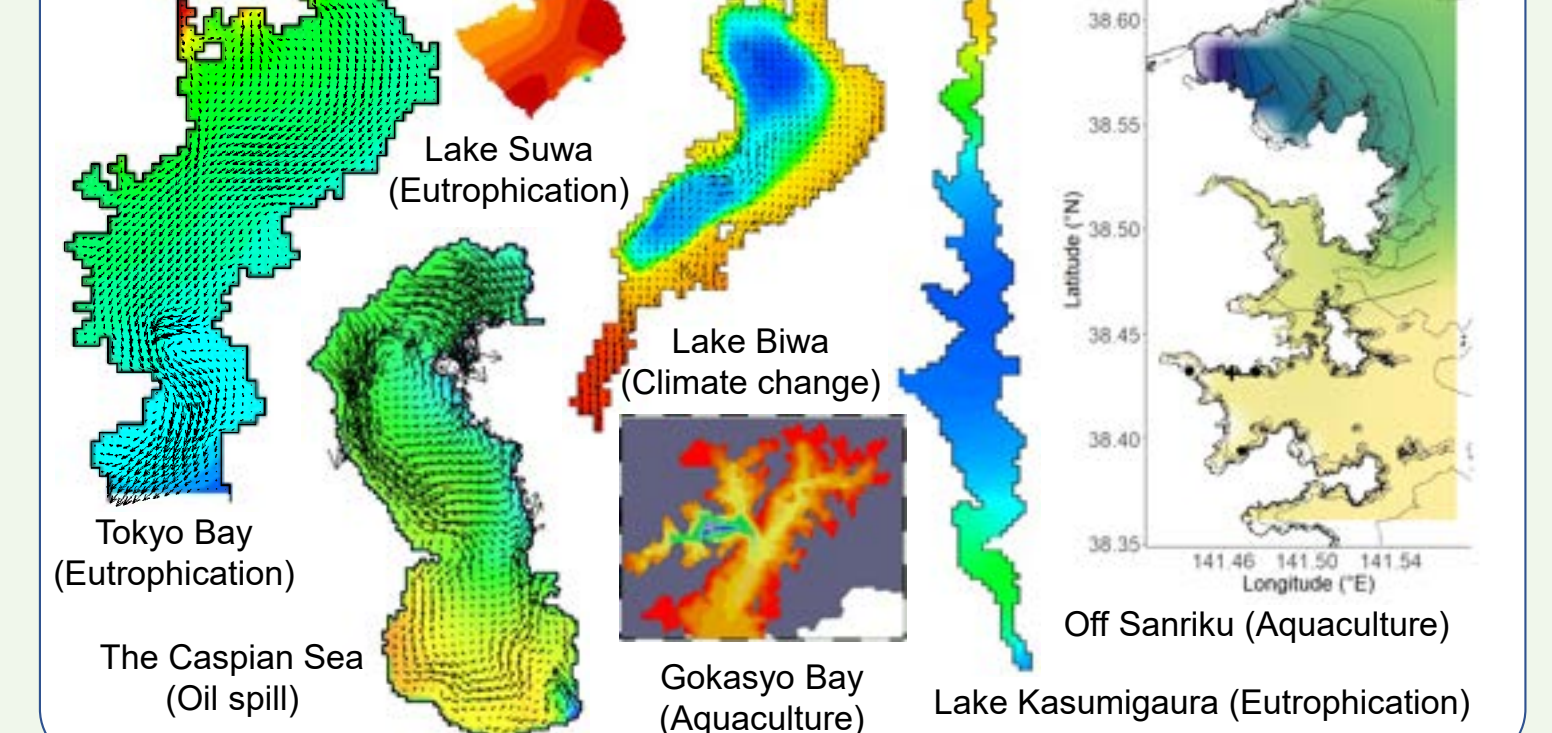 Lake Suwa
(Eutrophication)
Lake Biwa
(Climate change)
Tokyo Bay
(Eutrophication)
The Caspian Sea
(Oil spill)
Gokasyo Bay
(Aquaculture)
Lake Kasumigaura (Eutrophication)
38.60
38.55
38.50
38.45
38.40
38.35
Latitude (°N)
141.46 141.50 141.54
Longitude (°E)
Off Sanriku (Aquaculture)